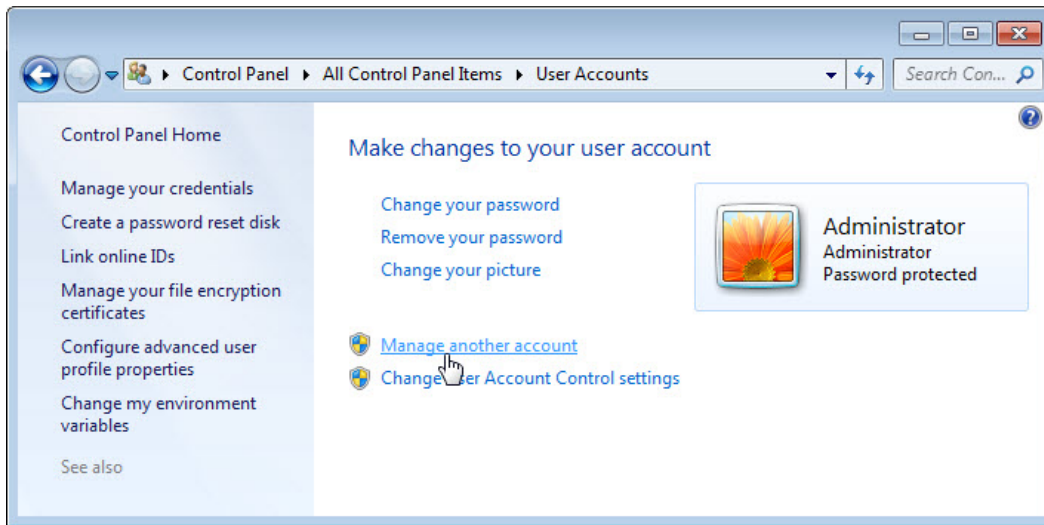 Control Panel ▸ All Control Panel Items ▸ User Accounts
Search Con...
Control Panel Home
Manage your credentials
Create a password reset disk
Link online IDs
Manage your file encryption
certificates
Configure advanced user
profile properties
Change my environment
variables
See also
Make changes to your user account
Change your password
Remove your password
Change your picture
Manage another account
Change User Account Control settings
Administrator
Administrator
Password protected